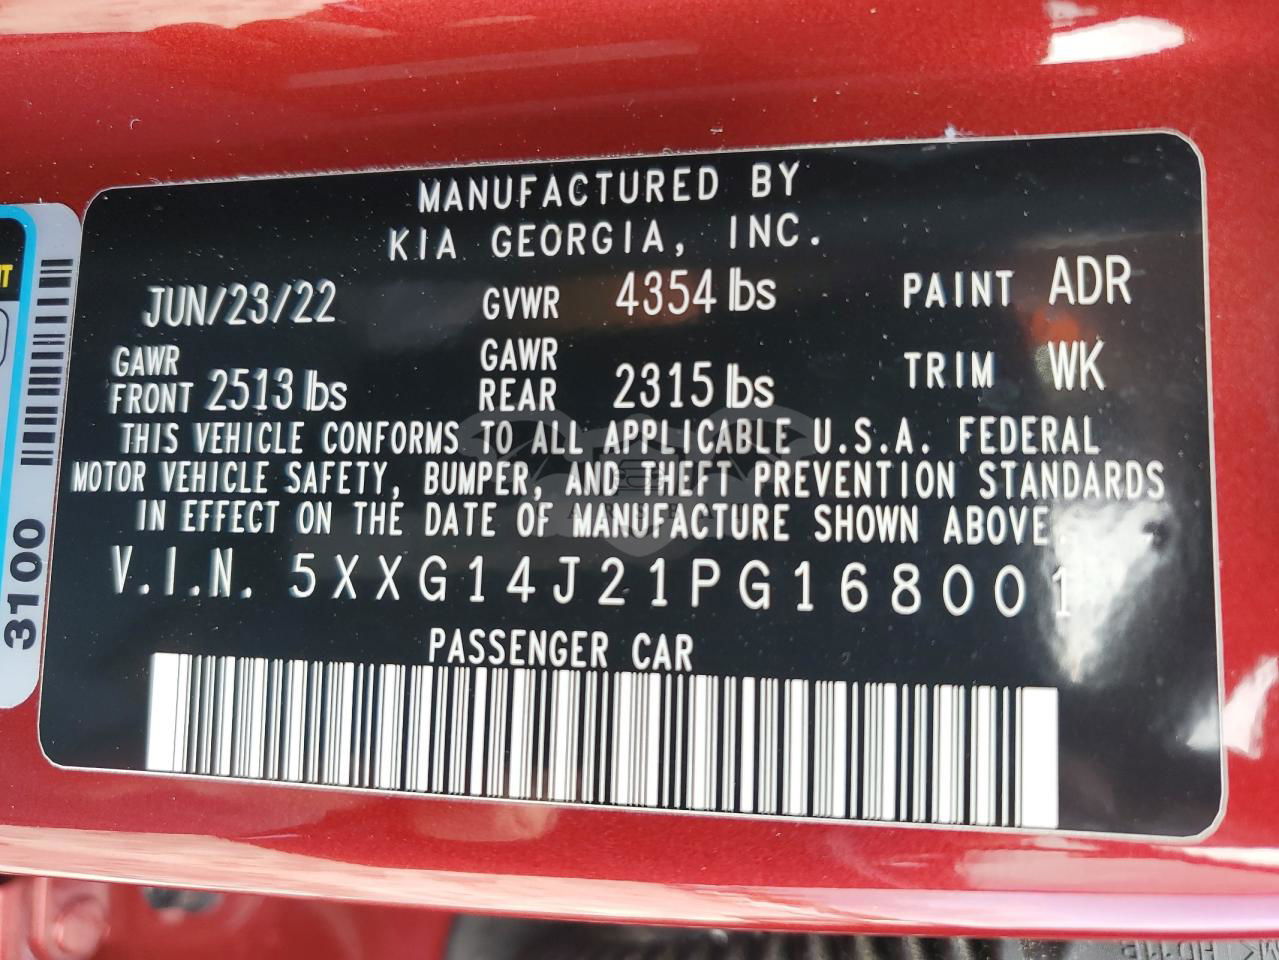 MANUFACTURED BY
KIA GEORGIA, INC.
JUN/23/22 GVWR 4354 lbs PAINT ADR
GAWR FRONT 2513 lbs GAWR REAR 2315 lbs TRIM WK
THIS VEHICLE CONFORMS TO ALL APPLICABLE U.S.A. FEDERAL
MOTOR VEHICLE SAFETY, BUMPER, AND THEFT PREVENTION STANDARDS
IN EFFECT ON THE DATE OF MANUFACTURE SHOWN ABOVE.
V.I.N. 5XXG14J21PG168001
PASSENGER CAR
3100